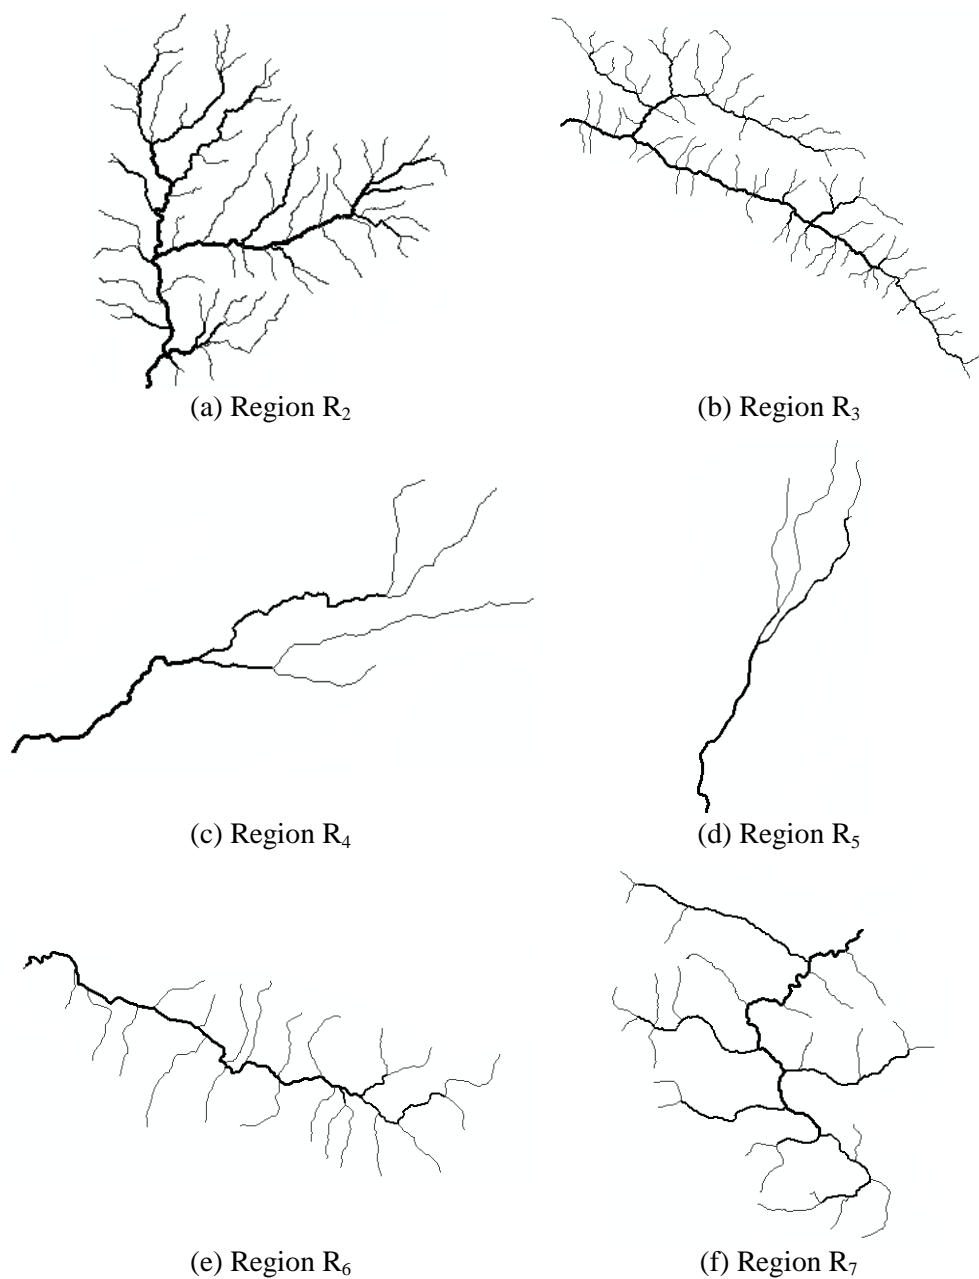 (a) Region R₂
(b) Region R₃
(c) Region R₄
(d) Region R₅
(e) Region R₆
(f) Region R₇